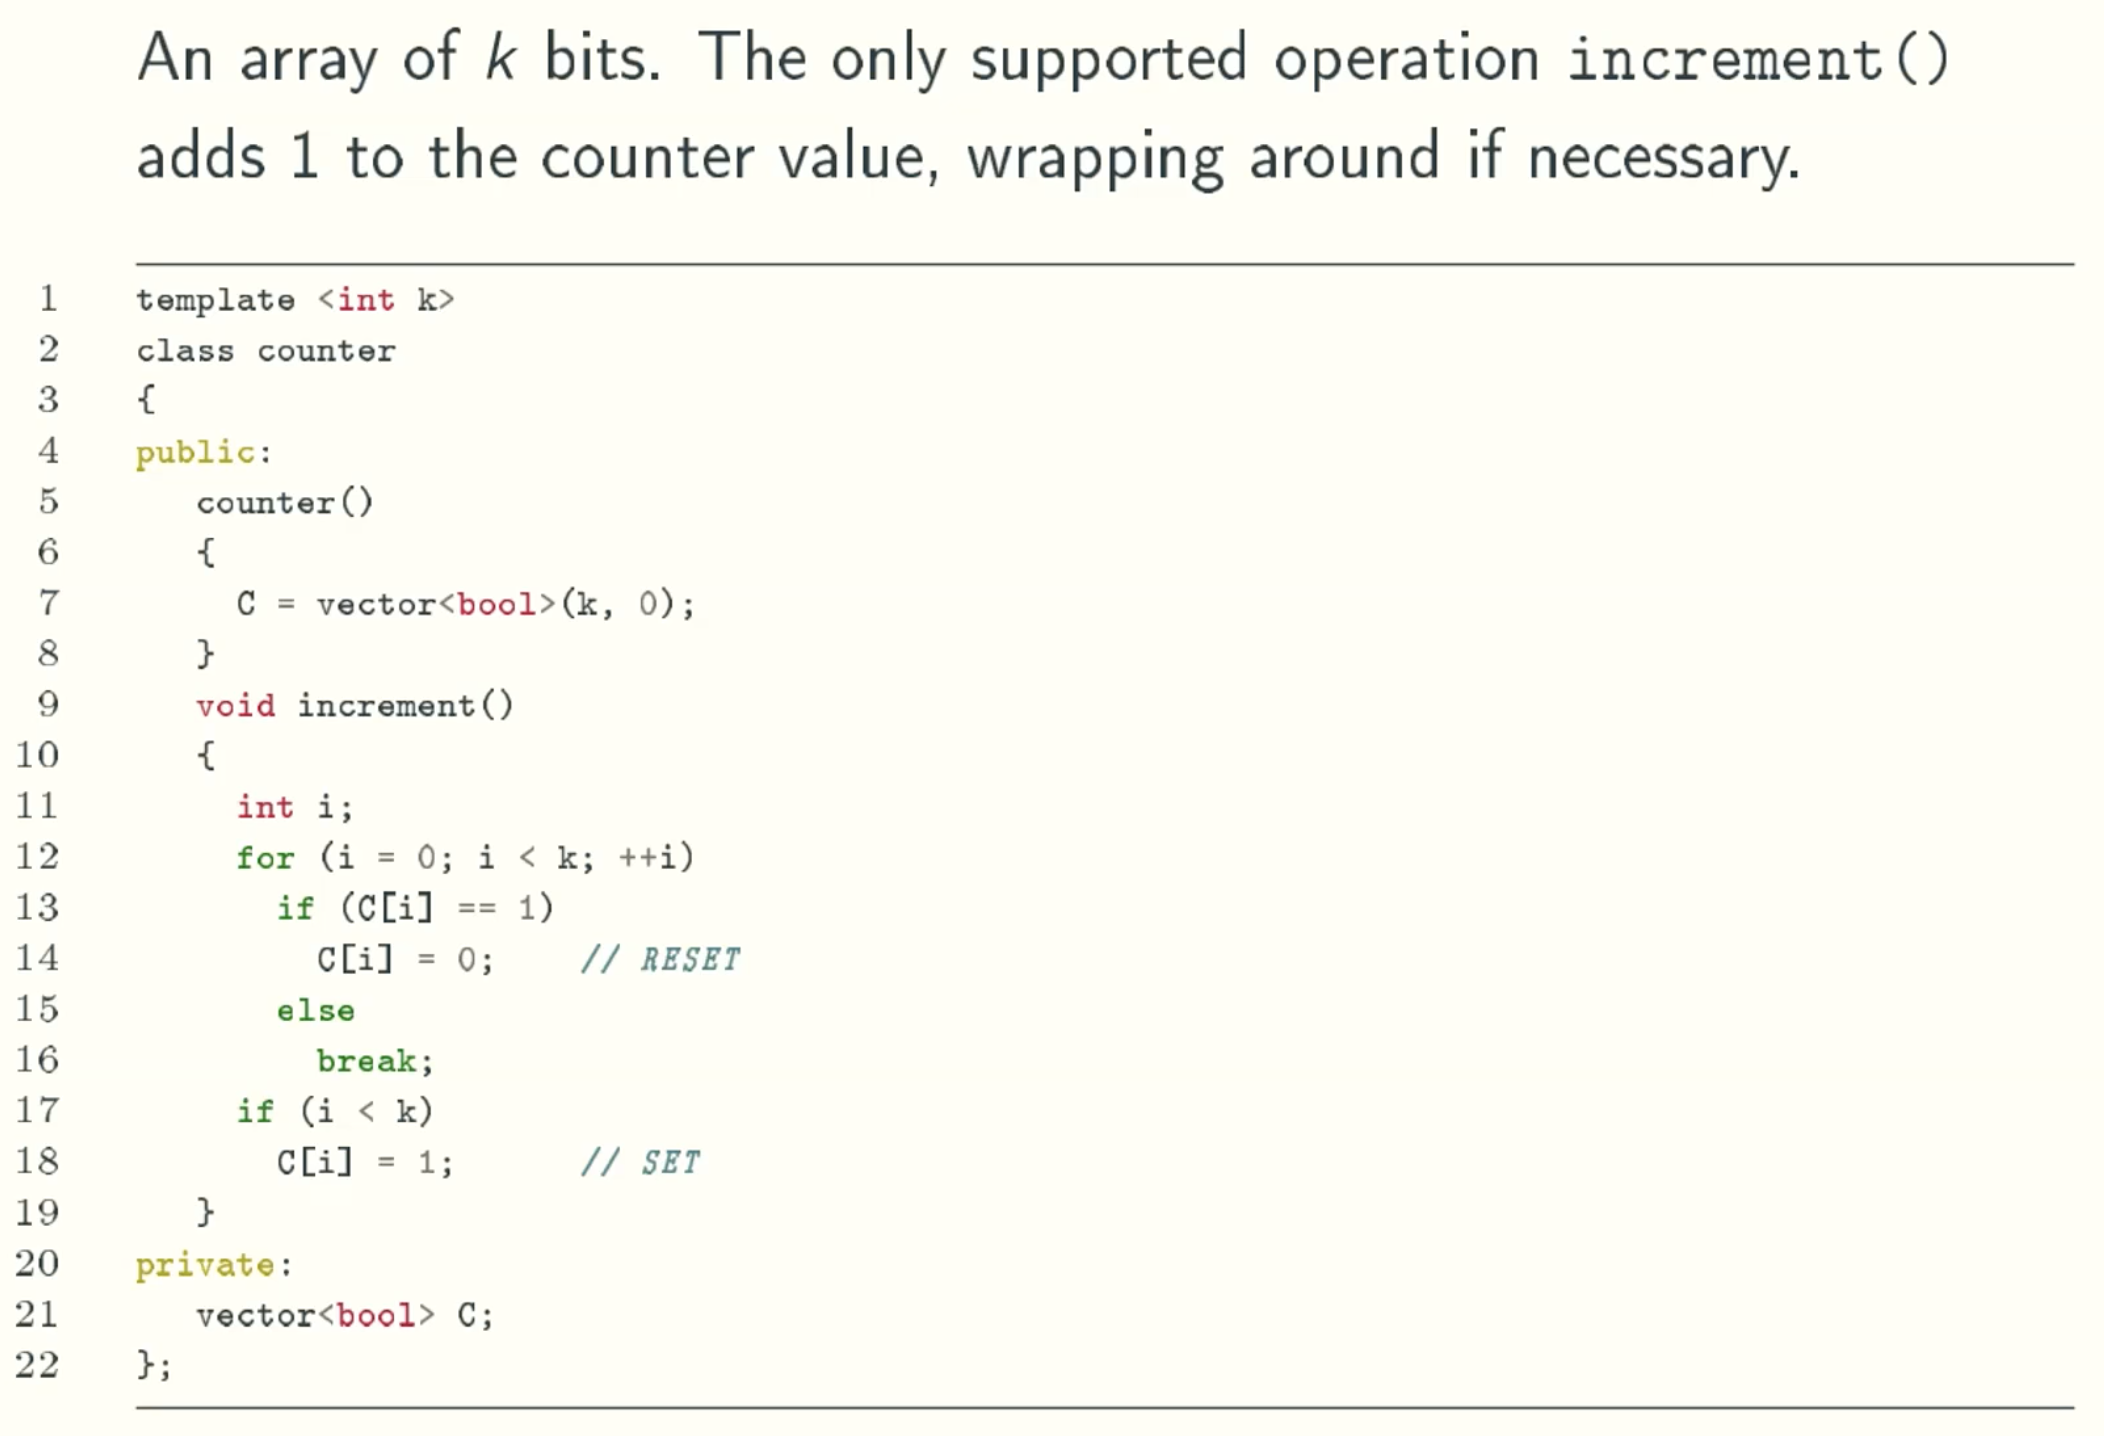 An array of k bits. The only supported operation increment()
adds 1 to the counter value, wrapping around if necessary.
1 template <int k>
2 class counter
3 {
4 public:
5 counter()
6 {
7 C = vector<bool>(k, 0);
8 }
9 void increment()
10 {
11 int i;
12 for (i = 0; i < k; ++i)
13 if (C[i] == 1)
14 C[i] = 0; // RESET
15 else
16 break;
17 if (i < k)
18 C[i] = 1; // SET
19 }
20 private:
21 vector<bool> C;
22 };